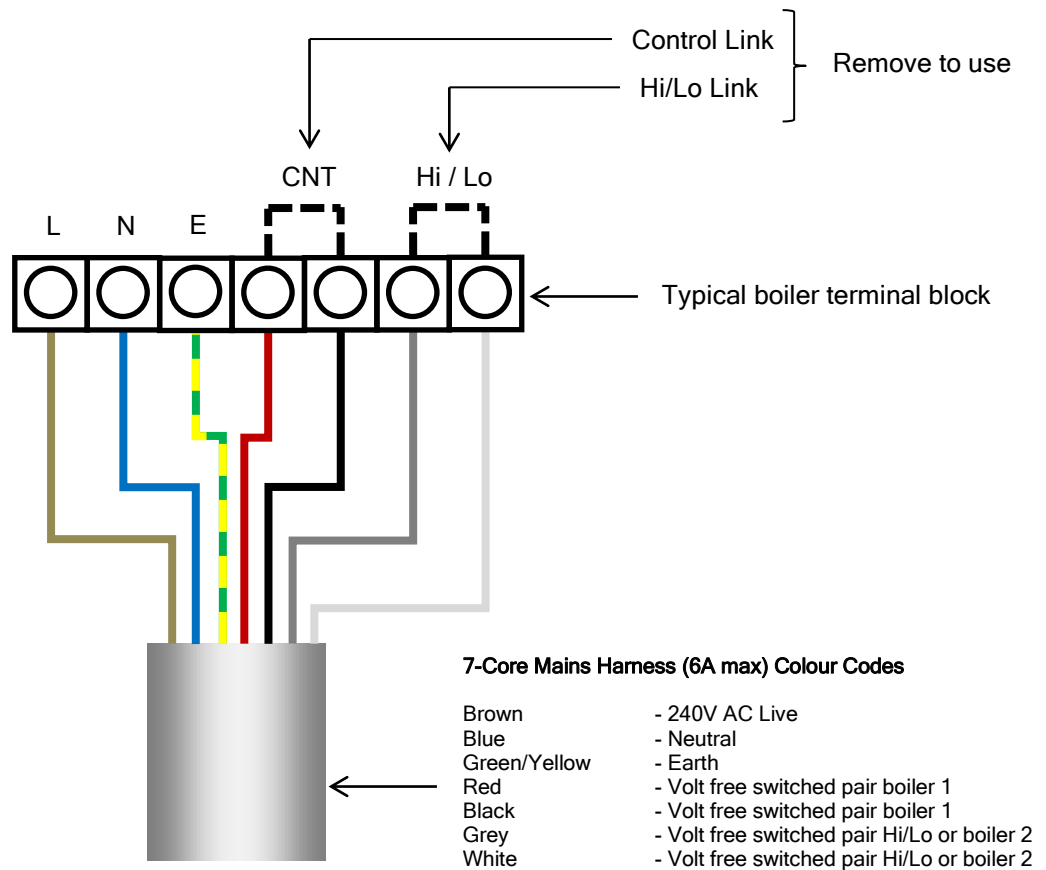 Control Link
Hi/Lo Link
Remove to use
CNT
Hi / Lo
L
N
E
Typical boiler terminal block
7-Core Mains Harness (6A max) Colour Codes
Brown - 240V AC Live
Blue - Neutral
Green/Yellow - Earth
Red - Volt free switched pair boiler 1
Black - Volt free switched pair boiler 1
Grey - Volt free switched pair Hi/Lo or boiler 2
White - Volt free switched pair Hi/Lo or boiler 2